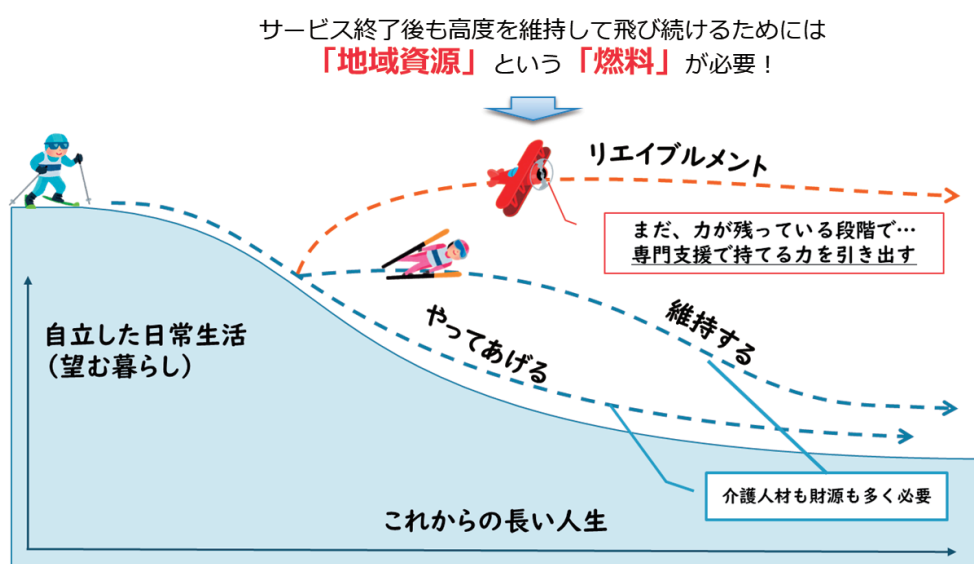 サービス終了後も高度を維持して飛び続けるためには
「地域資源」という「燃料」が必要！
リエイブルメント
まだ、力が残っている段階で…
専門支援で持てる力を引き出す
維持する
やってあげる
自立した日常生活
（望む暮らし）
介護人材も財源も多く必要
これからの長い人生